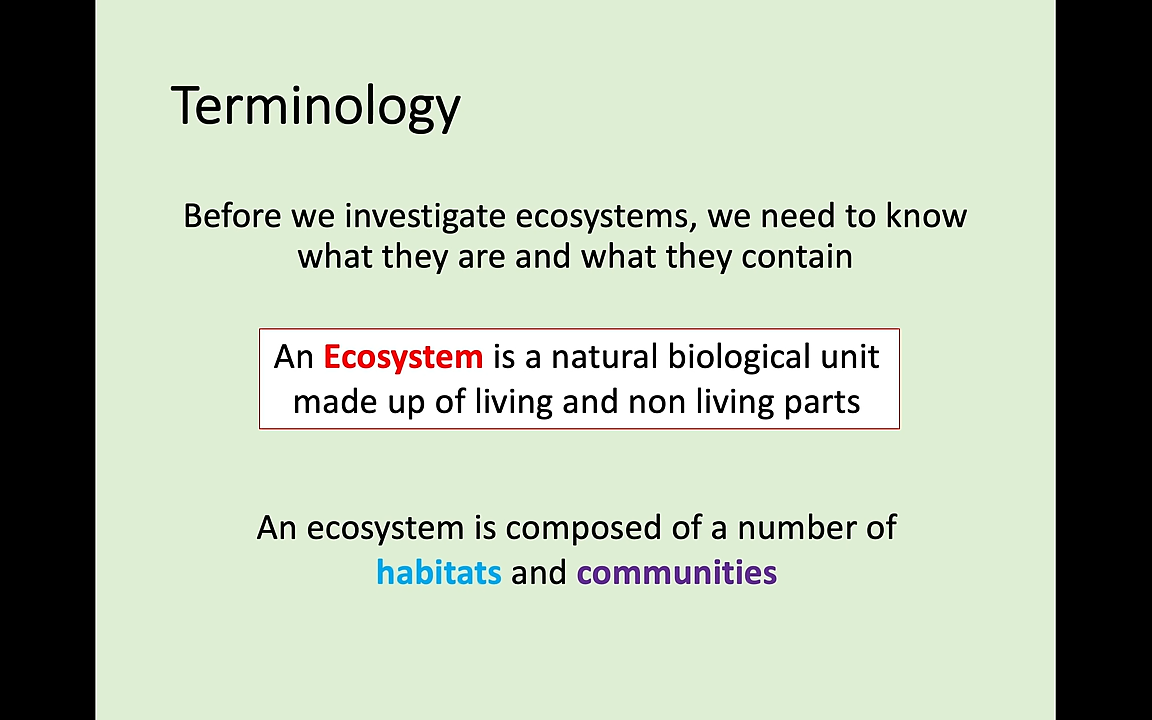 Terminology
Before we investigate ecosystems, we need to know
what they are and what they contain
An Ecosystem is a natural biological unit
made up of living and non living parts
An ecosystem is composed of a number of
habitats and communities